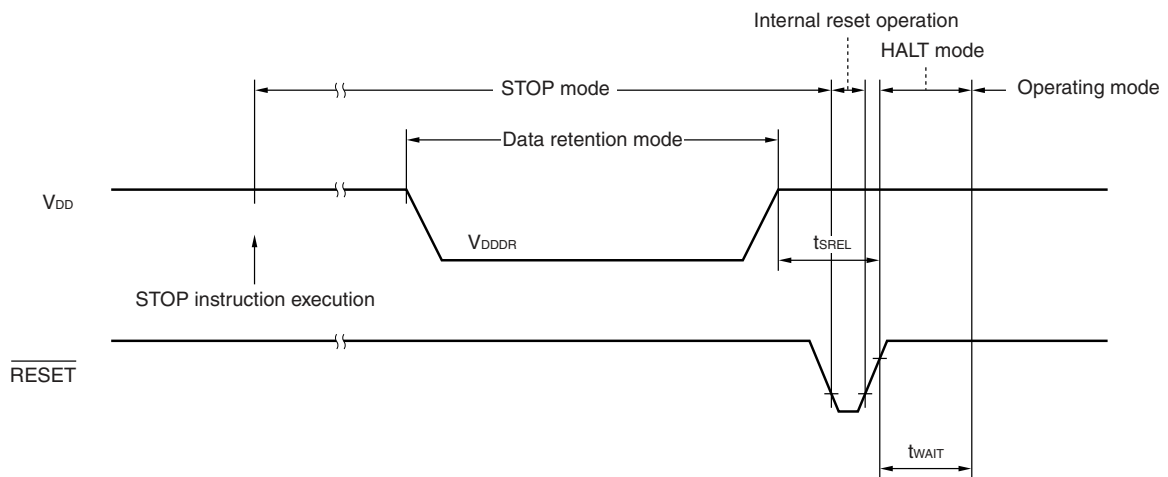 Internal reset operation
HALT mode
STOP mode
Operating mode
Data retention mode
VDD
VDDDR
tSREL
STOP instruction execution
RESET
tWAIT